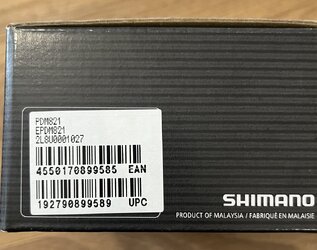 PDM821
EPDM821
2L8U0001027
4550170899585 EAN
192790899589 UPC
SHIMANO
PRODUCT OF MALAYSIA / FABRIQUÉ EN MALAISIE